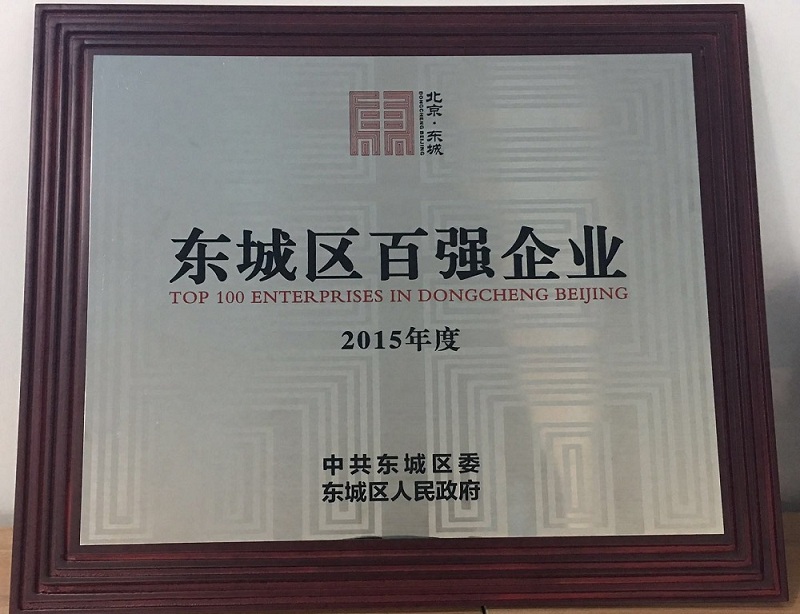 北京·东城
DONGCHENG BEIJING
东城区百强企业
TOP 100 ENTERPRISES IN DONGCHENG BEIJING
2015年度
中共东城区委
东城区人民政府